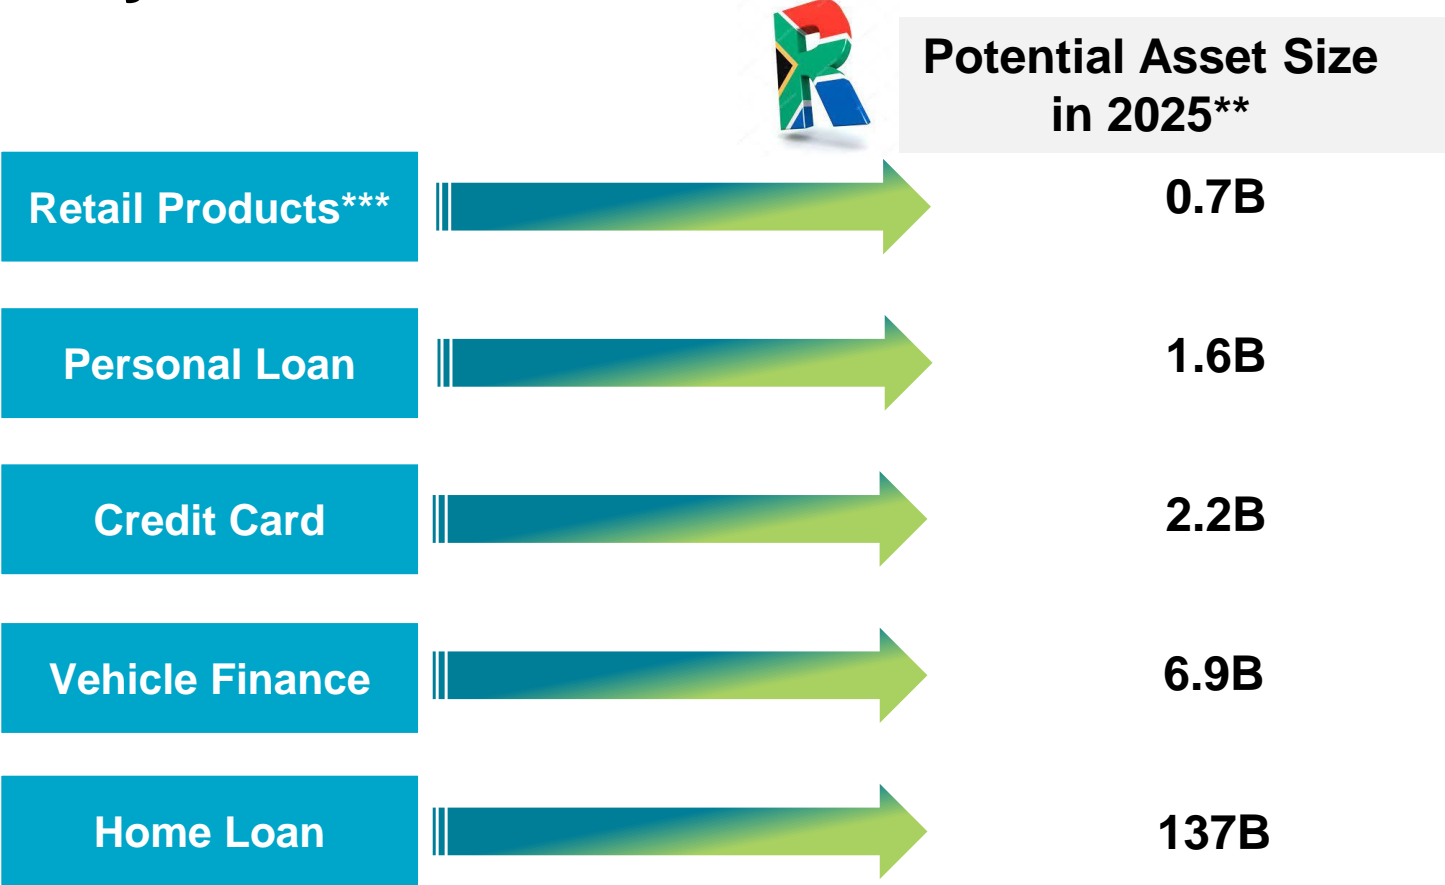 Potential Asset Size
in 2025**
Retail Products*** 0.7B
Personal Loan 1.6B
Credit Card 2.2B
Vehicle Finance 6.9B
Home Loan 137B